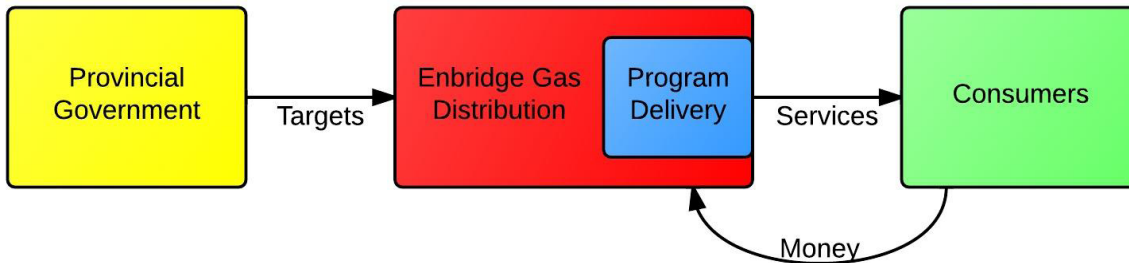 Provincial
Government
Targets
Enbridge Gas
Distribution
Program
Delivery
Services
Consumers
Money